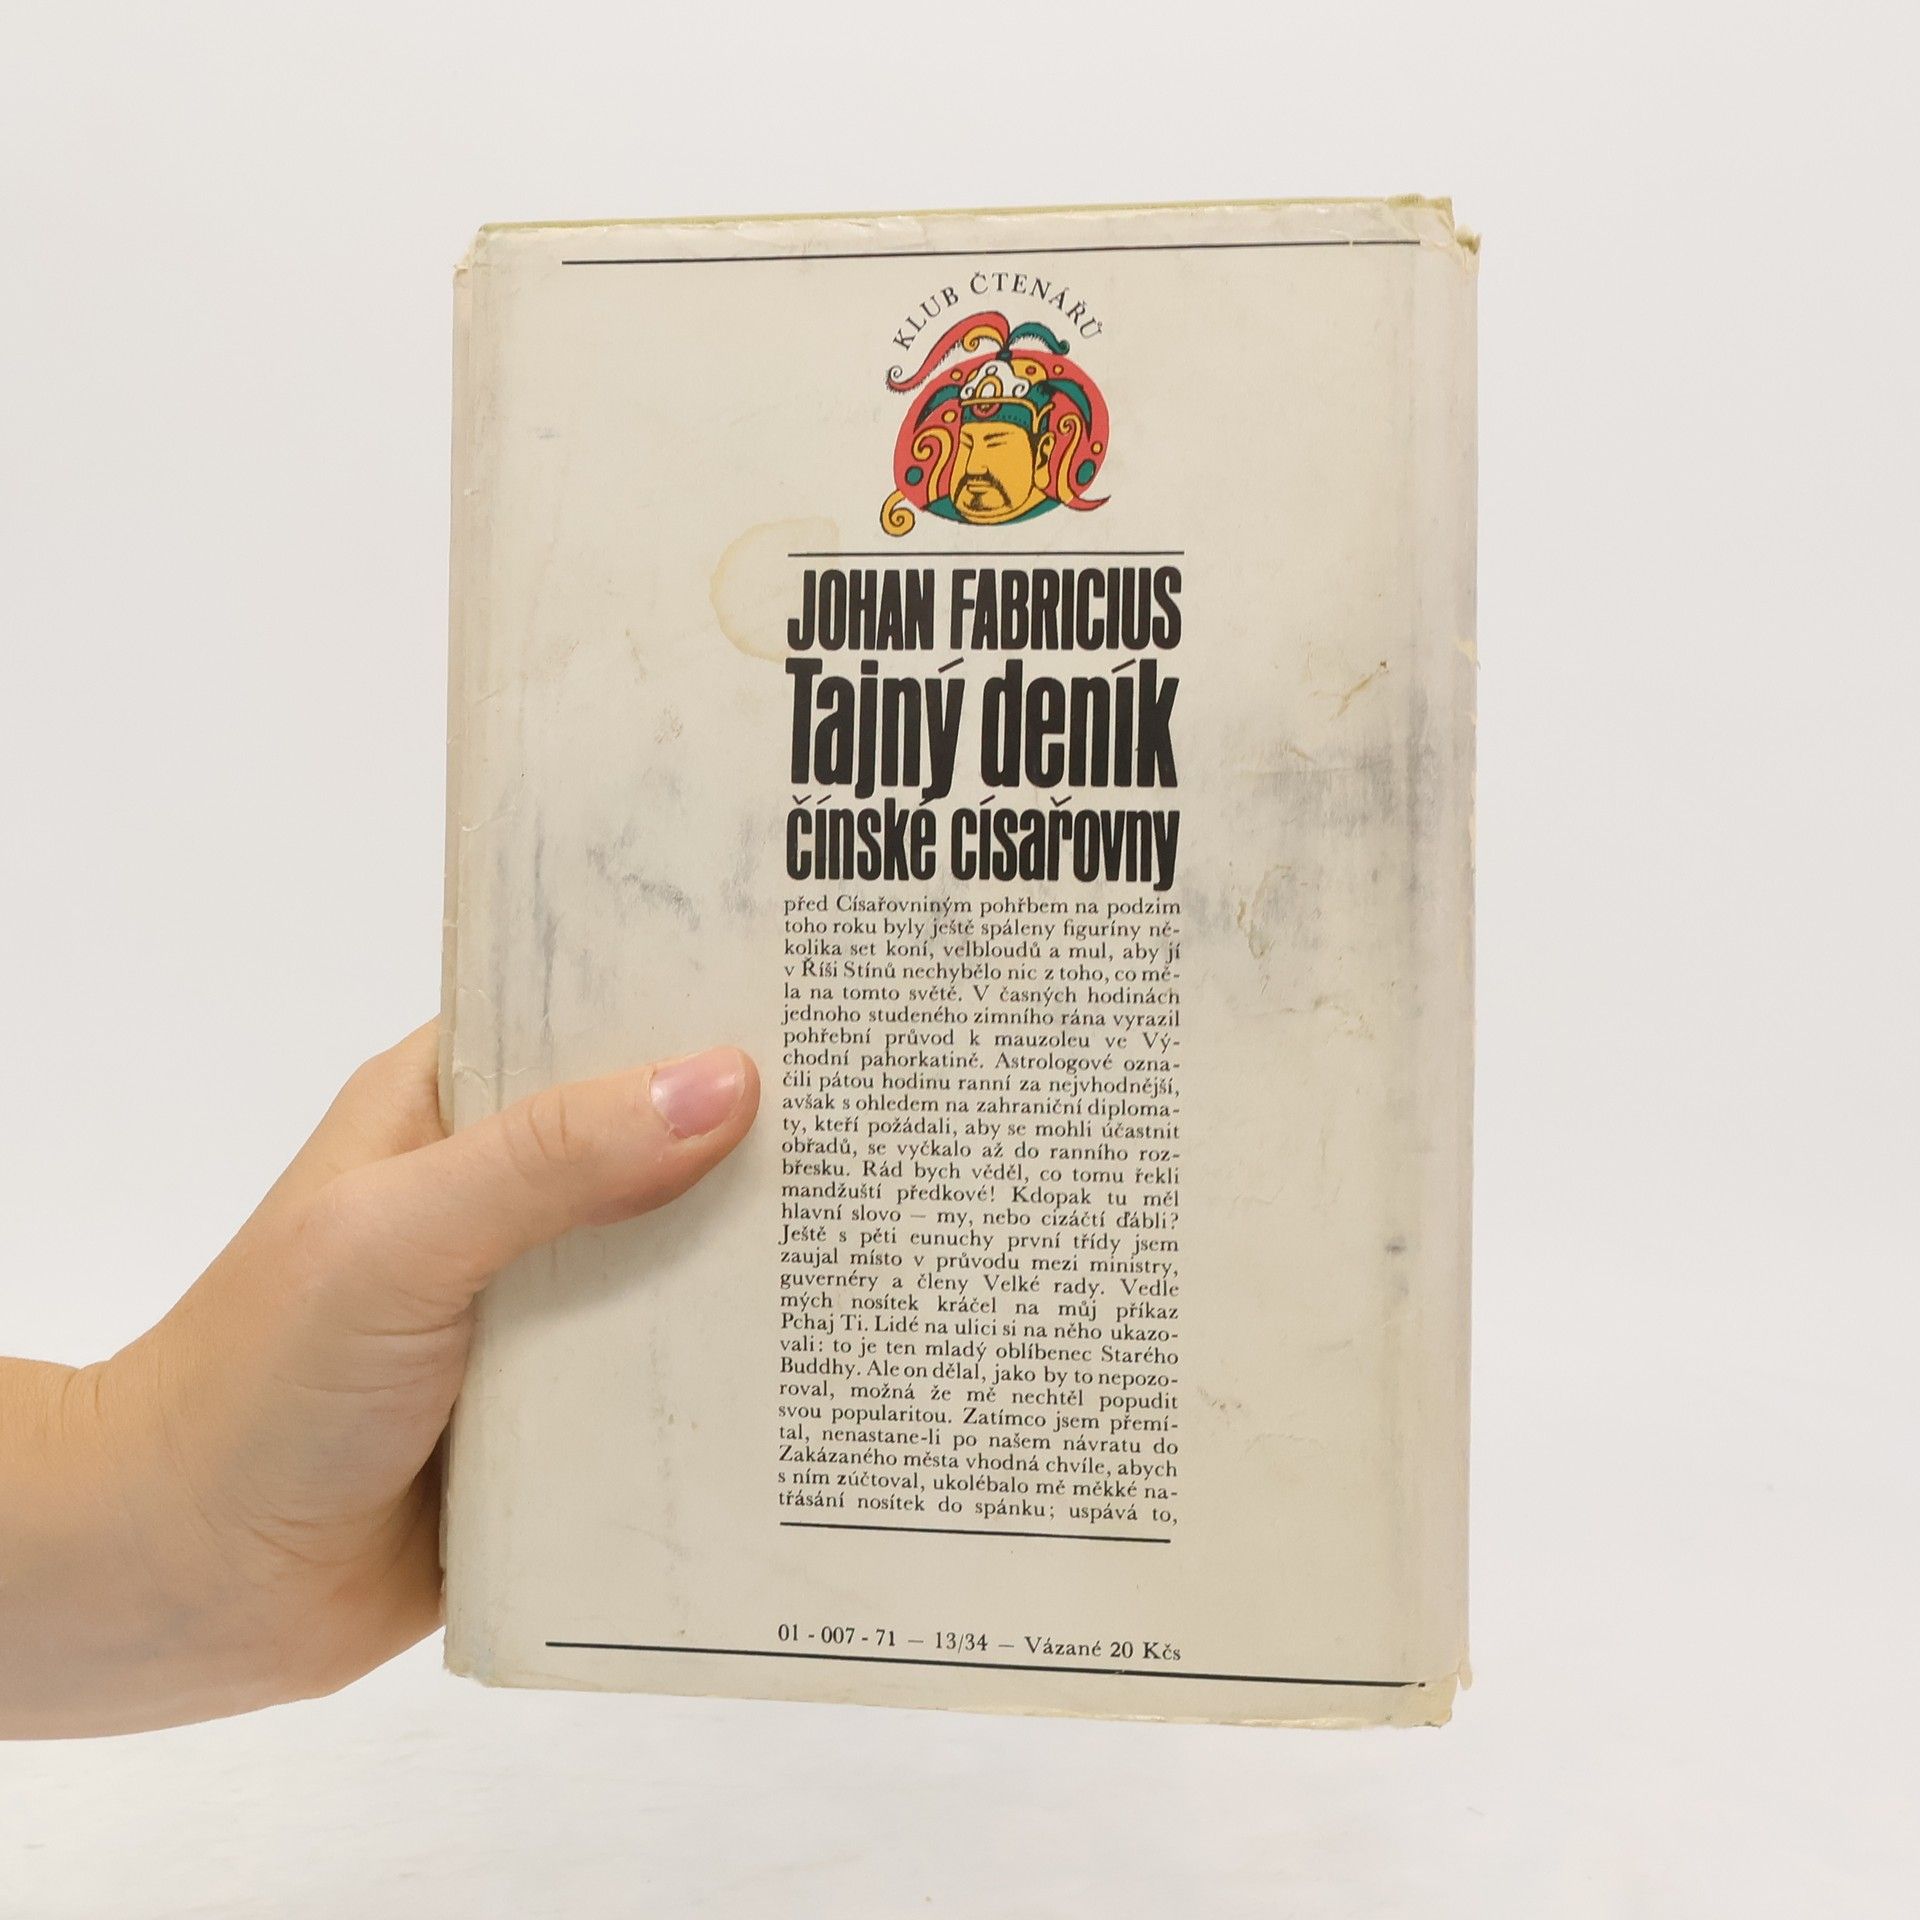 KLUB ČTENÁŘŮ
JOHAN FABRICIUS
Tajný deník
čínské císařovny
před Císařovniným pohřbem na podzim
toho roku byly ještě spáleny figuríny ně-
kolika set koní, velbloudů a mul, aby jí
v Říši Stínů nechybělo nic z toho, co mě-
la na tomto světě. V časných hodinách
jednoho studeného zimního rána vyrazil
pohřební průvod k mauzoleu ve Vý-
chodní pahorkatině. Astrologové ozna-
čili pátou hodinu ranní za nejvhodnější,
avšak s ohledem na zahraniční diploma-
ty, kteří požádali, aby se mohli účastnit
obřadů, se vyčkalo až do ranního roz-
břesku. Rád bych věděl, co tomu řekli
mandžuští předkové! Kdopak tu měl
hlavní slovo — my, nebo cizáčtí ďábli?
Ještě s pěti eunuchy první třídy jsem
zaujal místo v průvodu mezi ministry,
guvernéry a členy Velké rady. Vedle
mých nosítek kráčel na můj příkaz
Pchaj Ti. Lidé na ulici si na něho ukazo-
vali: to je ten mladý oblíbenec Starého
Buddhy. Ale on dělal, jako by to nepozo-
roval, možná že mě nechtěl popudit
svou popularitou. Zatímco jsem přemí-
tal, nenastane-li po našem návratu do
Zakázaného města vhodná chvíle, abych
s ním zúčtoval, ukolébalo mě měkké na-
třásání nosítek do spánku; uspává to,
01 - 007 - 71 — 13/34 — Vázané 20 Kčs